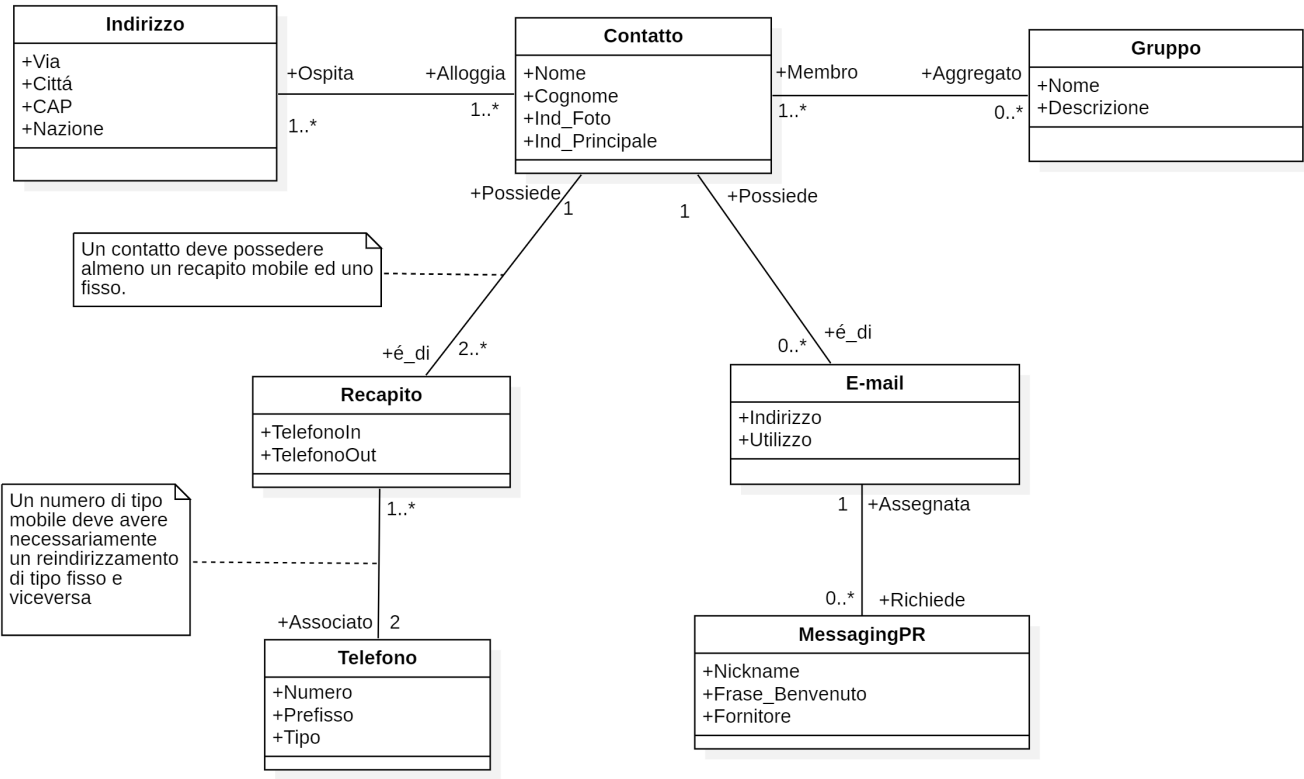 Indirizzo
+Via
+Cittá
+CAP
+Nazione
+Ospita
1..*
+Alloggia
1..*
Contatto
+Nome
+Cognome
+Ind_Foto
+Ind_Principale
+Membro
1..*
+Aggregato
0..*
Gruppo
+Nome
+Descrizione
+Possiede
1
1
+Possiede
Un contatto deve possedere
almeno un recapito mobile ed uno
fisso.
+é_di
2..*
0..*
+é_di
Recapito
+TelefonoIn
+TelefonoOut
E-mail
+Indirizzo
+Utilizzo
1..*
1
+Assegnata
Un numero di tipo
mobile deve avere
necessariamente
un reindirizzamento
di tipo fisso e
viceversa
+Associato
2
0..*
+Richiede
Telefono
+Numero
+Prefisso
+Tipo
MessagingPR
+Nickname
+Frase_Benvenuto
+Fornitore